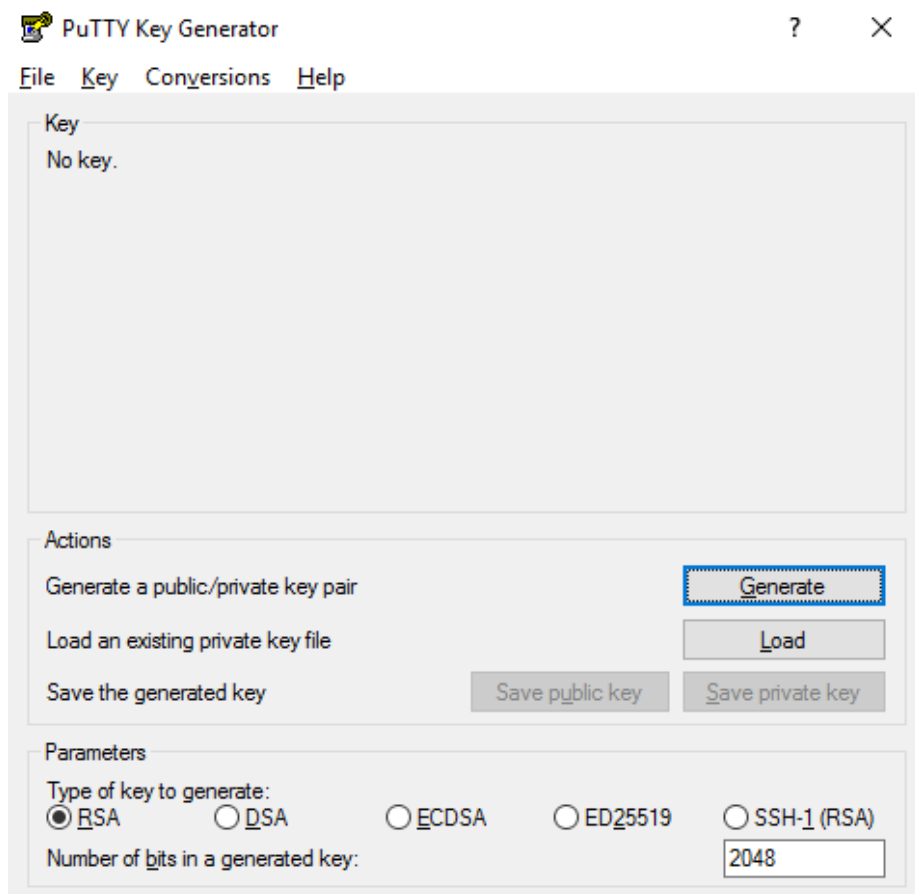 PuTTY Key Generator ? ×
File Key Conversions Help
Key
No key.
Actions
Generate a public/private key pair Generate
Load an existing private key file Load
Save the generated key Save public key Save private key
Parameters
Type of key to generate:
RSA DSA ECDSA ED25519 SSH-1 (RSA)
Number of bits in a generated key: 2048